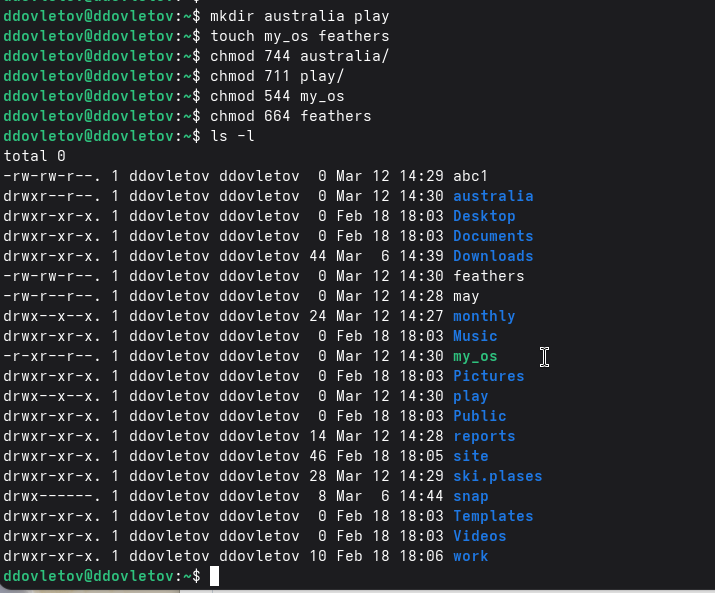 ddovletov@ddovletov:~$ mkdir australia play
ddovletov@ddovletov:~$ touch my_os feathers
ddovletov@ddovletov:~$ chmod 744 australia/
ddovletov@ddovletov:~$ chmod 711 play/
ddovletov@ddovletov:~$ chmod 544 my_os
ddovletov@ddovletov:~$ chmod 664 feathers
ddovletov@ddovletov:~$ ls -l
total 0
-rw-rw-r--. 1 ddovletov ddovletov  0 Mar 12 14:29 abc1
drwxr--r--. 1 ddovletov ddovletov  0 Mar 12 14:30 australia
drwxr-xr-x. 1 ddovletov ddovletov  0 Feb 18 18:03 Desktop
drwxr-xr-x. 1 ddovletov ddovletov  0 Feb 18 18:03 Documents
drwxr-xr-x. 1 ddovletov ddovletov 44 Mar  6 14:39 Downloads
-rw-rw-r--. 1 ddovletov ddovletov  0 Mar 12 14:30 feathers
-rw-r--r--. 1 ddovletov ddovletov  0 Mar 12 14:28 may
drwx--x--x. 1 ddovletov ddovletov 24 Mar 12 14:27 monthly
drwxr-xr-x. 1 ddovletov ddovletov  0 Feb 18 18:03 Music
-r-xr--r--. 1 ddovletov ddovletov  0 Mar 12 14:30 my_os
drwxr-xr-x. 1 ddovletov ddovletov  0 Feb 18 18:03 Pictures
drwx--x--x. 1 ddovletov ddovletov  0 Mar 12 14:30 play
drwxr-xr-x. 1 ddovletov ddovletov  0 Feb 18 18:03 Public
drwxr-xr-x. 1 ddovletov ddovletov 14 Mar 12 14:28 reports
drwxr-xr-x. 1 ddovletov ddovletov 46 Feb 18 18:05 site
drwxr-xr-x. 1 ddovletov ddovletov 28 Mar 12 14:29 ski.plases
drwx------. 1 ddovletov ddovletov  8 Mar  6 14:44 snap
drwxr-xr-x. 1 ddovletov ddovletov  0 Feb 18 18:03 Templates
drwxr-xr-x. 1 ddovletov ddovletov  0 Feb 18 18:03 Videos
drwxr-xr-x. 1 ddovletov ddovletov 10 Feb 18 18:06 work
ddovletov@ddovletov:~$